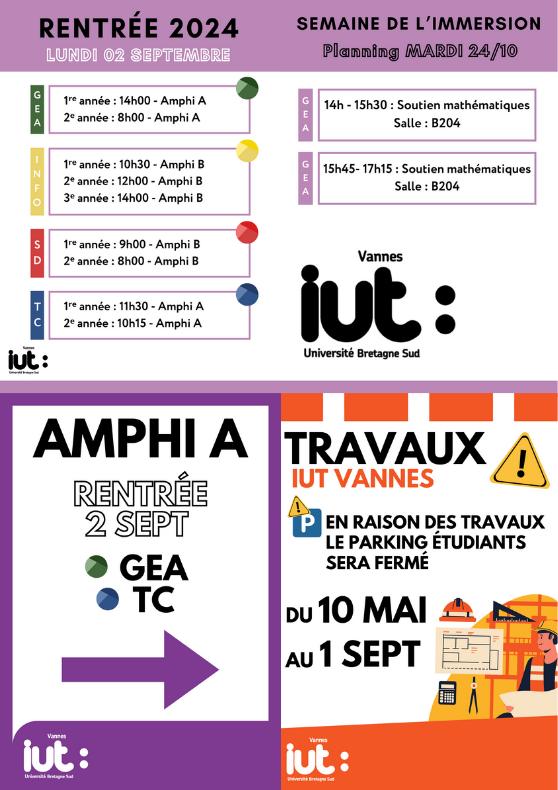 RENTRÉE 2024
LUNDI 02 SEPTEMBRE
GEA
1re année : 14h00 - Amphi A
2e année : 8h00 - Amphi A
INFO
1re année : 10h30 - Amphi B
2e année : 12h00 - Amphi B
3e année : 14h00 - Amphi B
SD
1re année : 9h00 - Amphi B
2e année : 8h00 - Amphi B
TC
1re année : 11h30 - Amphi A
2e année : 10h15 - Amphi A
Vannes
iut:
Université Bretagne Sud
SEMAINE DE L'IMMERSION
Planning MARDI 24/10
GEA
14h - 15h30 : Soutien mathématiques
Salle : B204
GEA
15h45- 17h15 : Soutien mathématiques
Salle : B204
Vannes
iut:
Université Bretagne Sud
AMPHI A
RENTRÉE
2 SEPT
GEA
TC
Vannes
iut:
Université Bretagne Sud
TRAVAUX
IUT VANNES
!
!
P
EN RAISON DES TRAVAUX
LE PARKING ÉTUDIANTS
SERA FERMÉ
DU 10 MAI
AU 1 SEPT
Vannes
iut:
Université Bretagne Sud